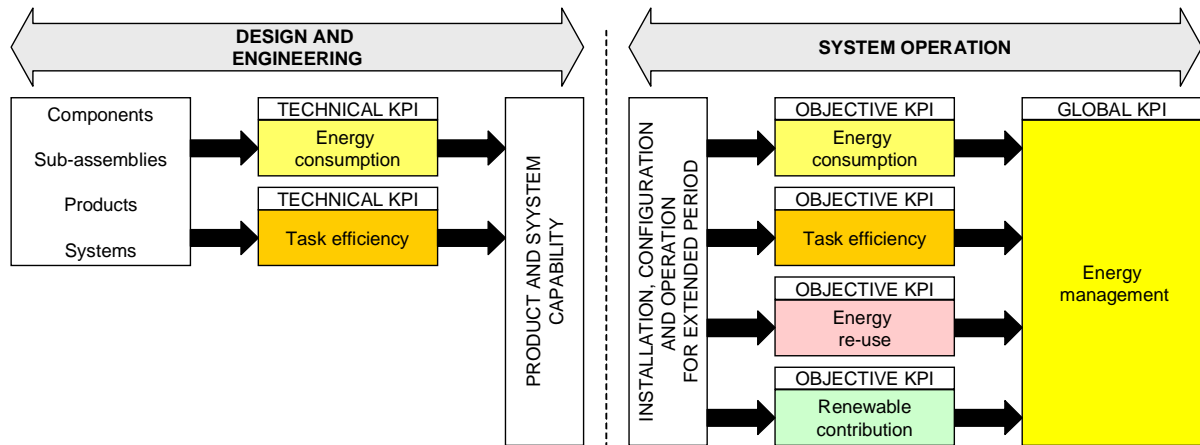 DESIGN AND
ENGINEERING
Components
Sub-assemblies
Products
Systems
TECHNICAL KPI
Energy
consumption
TECHNICAL KPI
Task efficiency
PRODUCT AND SYYSTEM
CAPABILITY
SYSTEM OPERATION
INSTALLATION, CONFIGURATION
AND OPERATION
FOR EXTENDED PERIOD
OBJECTIVE KPI
Energy
consumption
OBJECTIVE KPI
Task efficiency
OBJECTIVE KPI
Energy
re-use
OBJECTIVE KPI
Renewable
contribution
GLOBAL KPI
Energy
management